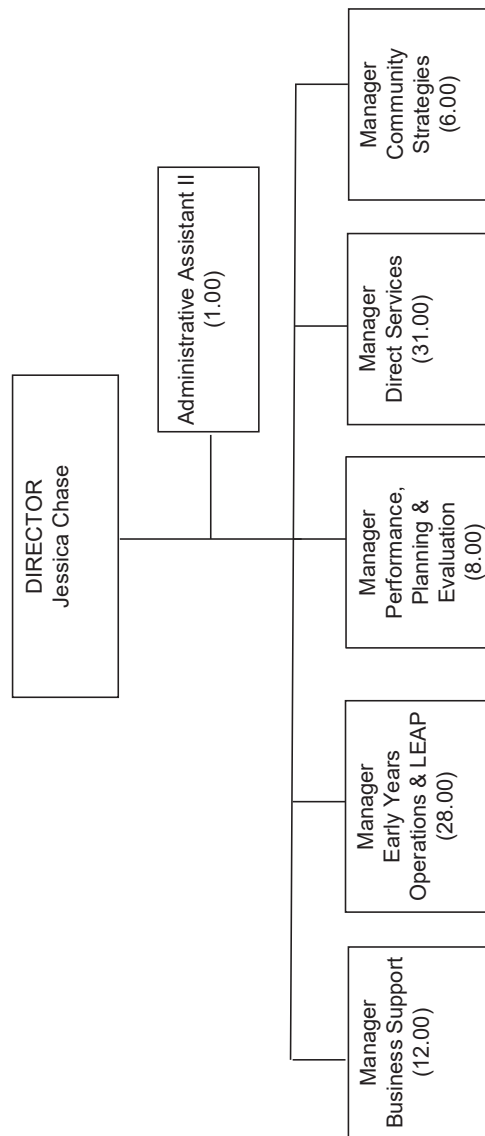 DIRECTOR
Jessica Chase
Administrative Assistant II
(1.00)
Manager
Business Support
(12.00)
Manager
Early Years
Operations & LEAP
(28.00)
Manager
Performance,
Planning &
Evaluation
(8.00)
Manager
Direct Services
(31.00)
Manager
Community
Strategies
(6.00)